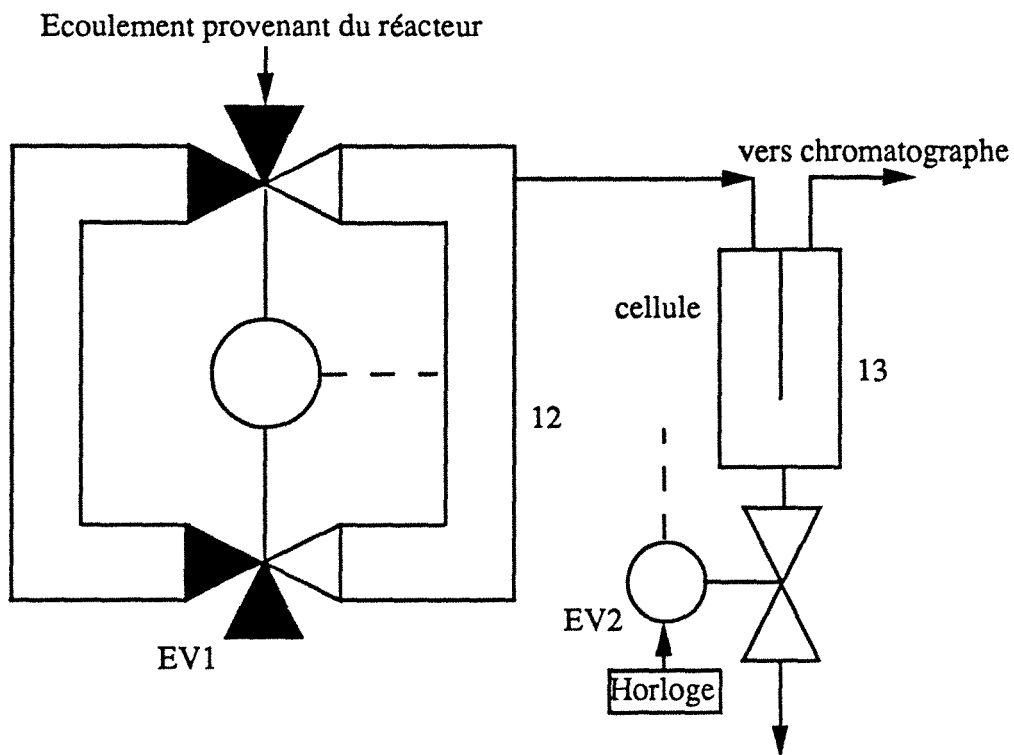 Ecoulement provenant du réacteur
vers chromatographe
cellule
13
12
EV2
EV1
Horloge